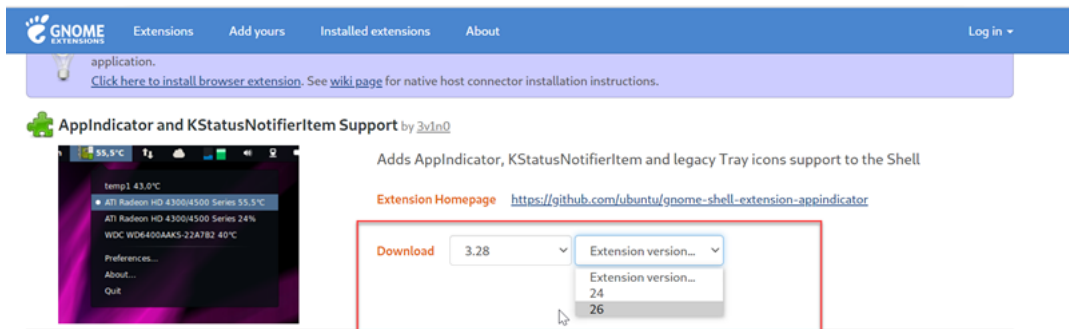 GNOME
EXTENSIONS
Extensions Add yours Installed extensions About Log in
application.
Click here to install browser extension. See wiki page for native host connector installation instructions.
AppIndicator and KStatusNotifierItem Support by 3v1n0
55,5°C
temp1 43,0°C
ATI Radeon HD 4300/4500 Series 55,5°C
ATI Radeon HD 4300/4500 Series 24%
WDC WD6400AAKS-22A7B2 40°C
Preferences...
About...
Quit
Adds AppIndicator, KStatusNotifierItem and legacy Tray icons support to the Shell
Extension Homepage https://github.com/ubuntu/gnome-shell-extension-appindicator
Download 3.28 Extension version...
Extension version...
24
26